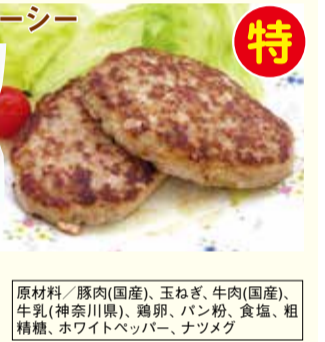 ーシー
特
原材料／豚肉(国産)、玉ねぎ、牛肉(国産)、
牛乳(神奈川県)、鶏卵、パン粉、食塩、粗
精糖、ホワイトペッパー、ナツメグ